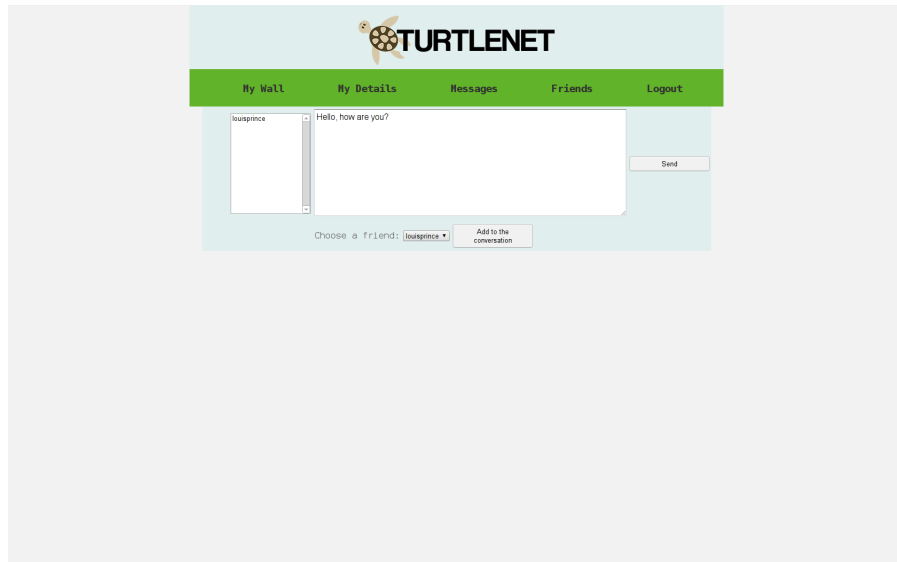 TURTLENET
My Wall My Details Messages Friends Logout
louisprince
Hello, how are you?
Send
Choose a friend: louisprince
Add to the
conversation